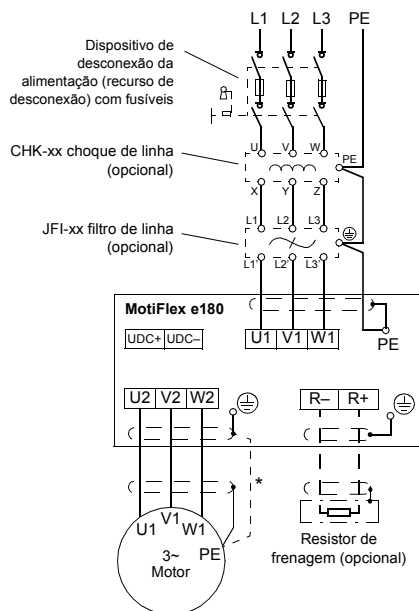 L1 L2 L3 PE
Dispositivo de
desconexão da
alimentação (recurso de
desconexão) com fusíveis
U V W
CHK-xx choque de linha
(opcional)
PE
X Y Z
JFI-xx filtro de linha
(opcional)
L1 L2 L3
L1' L2' L3'
MotiFlex e180
UDC+ UDC–
U1 V1 W1
PE
U2 V2 W2
R– R+
*
U1 V1 W1
PE
3~
Motor
Resistor de
frenagem (opcional)